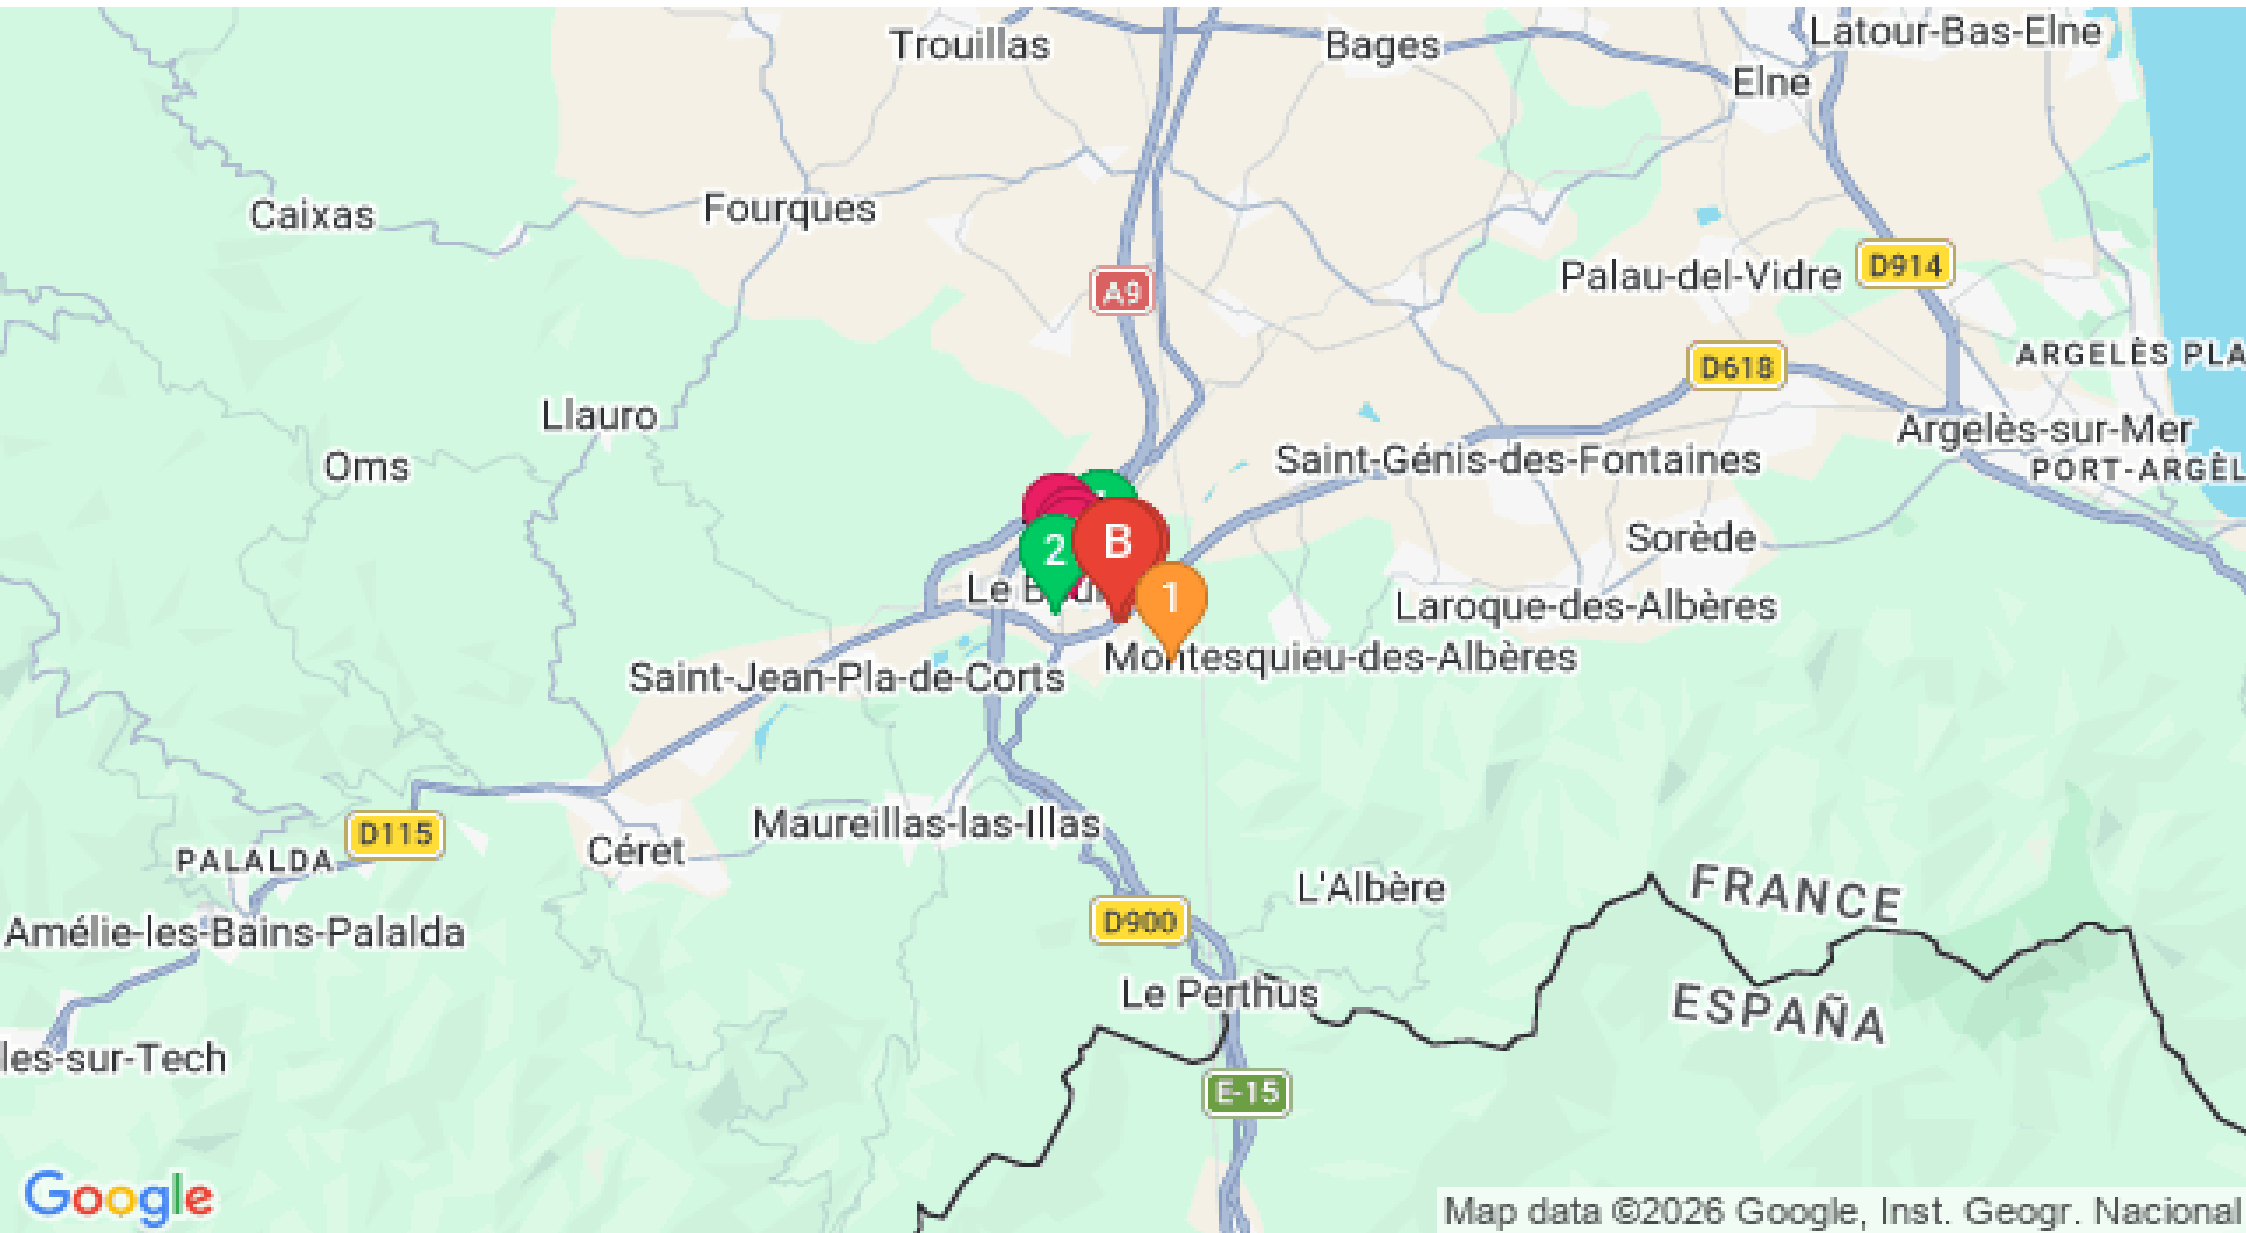 Trouillas
Bages
Latour-Bas-Elne
Elne
Caixas
Fourques
A9
Palau-del-Vidre
D914
ARGELÈS PLA
D618
Llauro
Argelès-sur-Mer
Oms
Saint-Génis-des-Fontaines
PORT-ARGÈL
B
2
Sorède
Le
1
Laroque-des-Albères
Montesquieu-des-Albères
Saint-Jean-Pla-de-Corts
Maureillas-las-Illas
D115
Céret
PALALDA
L'Albère
FRANCE
D900
Amélie-les-Bains-Palalda
Le Perthus
ESPAÑA
les-sur-Tech
E-15
Google
Map data ©2026 Google, Inst. Geogr. Nacional